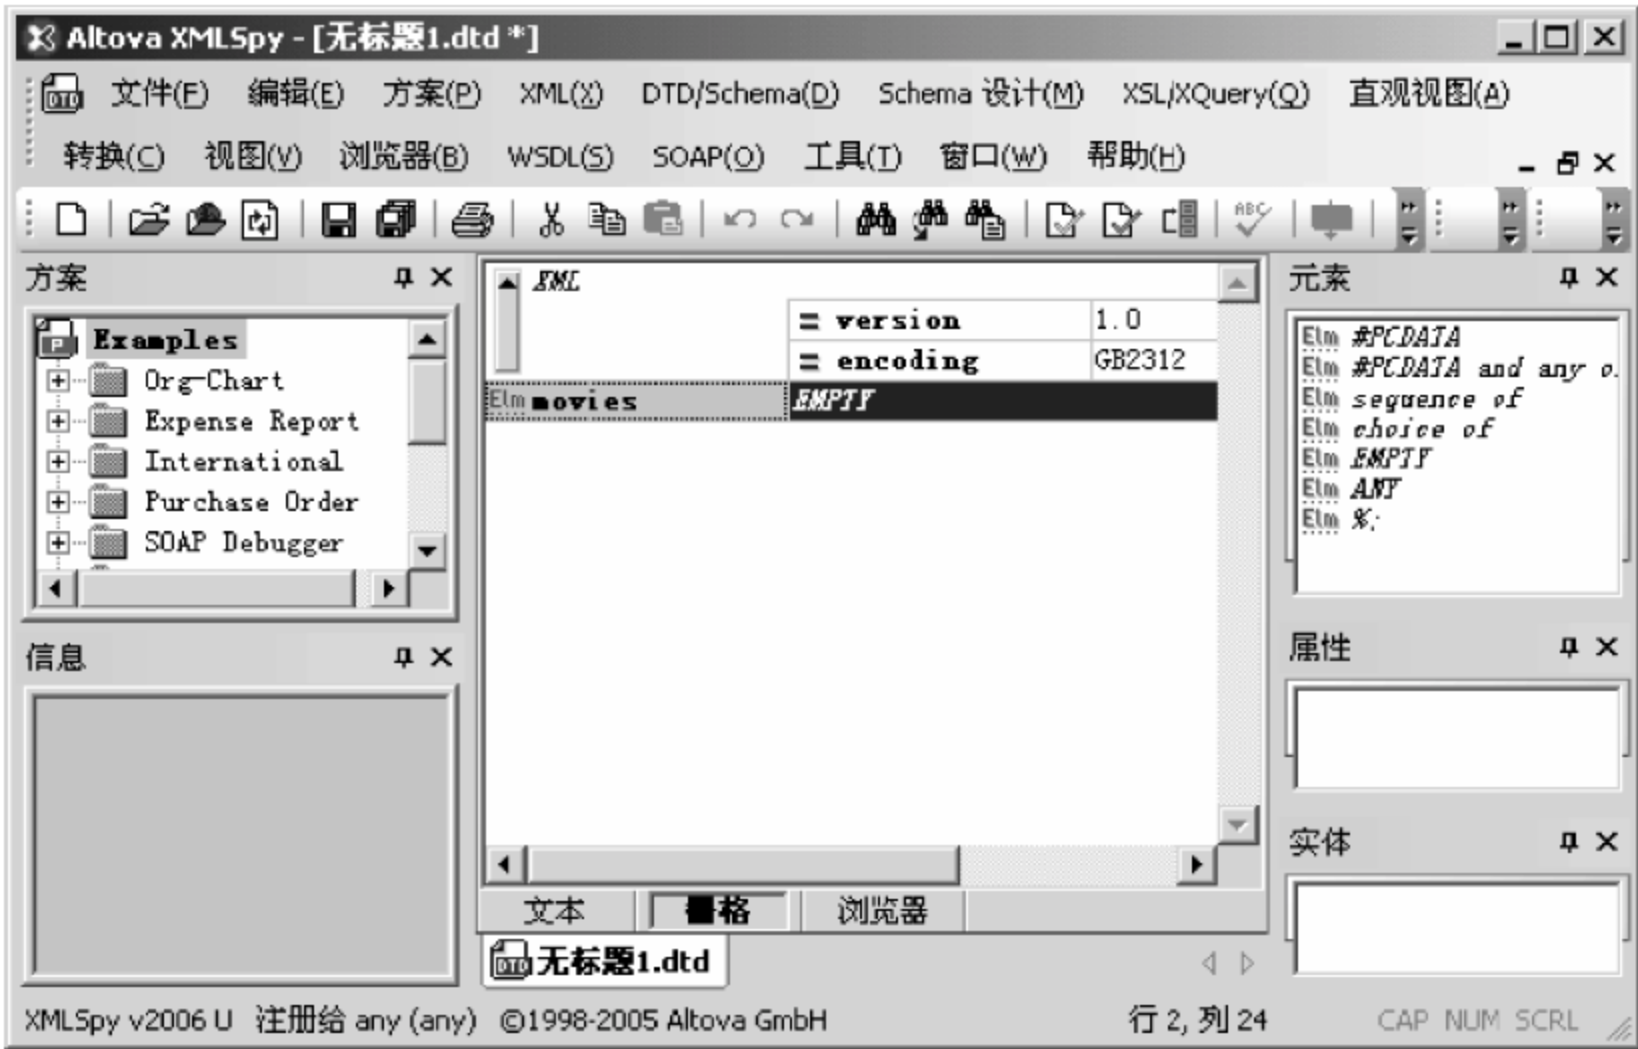 Altova XMLSpy - [无标题1.dtd *]
文件(F) 编辑(E) 方案(P) XML(X) DTD/Schema(D) Schema 设计(M) XSL/XQuery(Q) 直观视图(A)
转换(C) 视图(V) 浏览器(B) WSDL(S) SOAP(O) 工具(T) 窗口(W) 帮助(H)
方案
Examples
Org-Chart
Expense Report
International
Purchase Order
SOAP Debugger
信息
XML
= version 1.0
= encoding GB2312
Elm movies EMPTY
文本 栅格 浏览器
无标题1.dtd
元素
Elm #PCDATA
Elm #PCDATA and any o.
Elm sequence of
Elm choice of
Elm EMPTY
Elm ANY
Elm %;
属性
实体
XMLSpy v2006 U 注册给 any (any) ©1998-2005 Altova GmbH 行 2, 列 24 CAP NUM SCRL